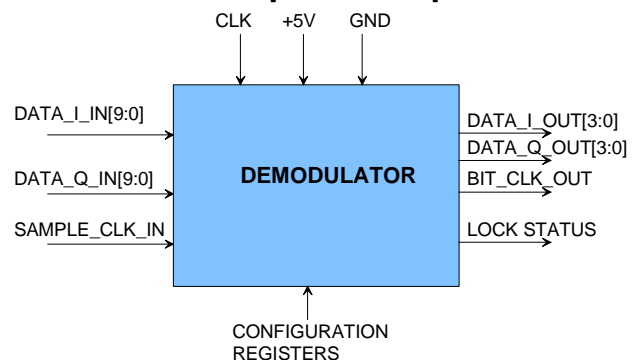 CLK +5V GND
DATA_I_IN[9:0]
DATA_I_OUT[3:0]
DATA_Q_OUT[3:0]
DATA_Q_IN[9:0]
DEMODULATOR
BIT_CLK_OUT
SAMPLE_CLK_IN
LOCK STATUS
CONFIGURATION
REGISTERS